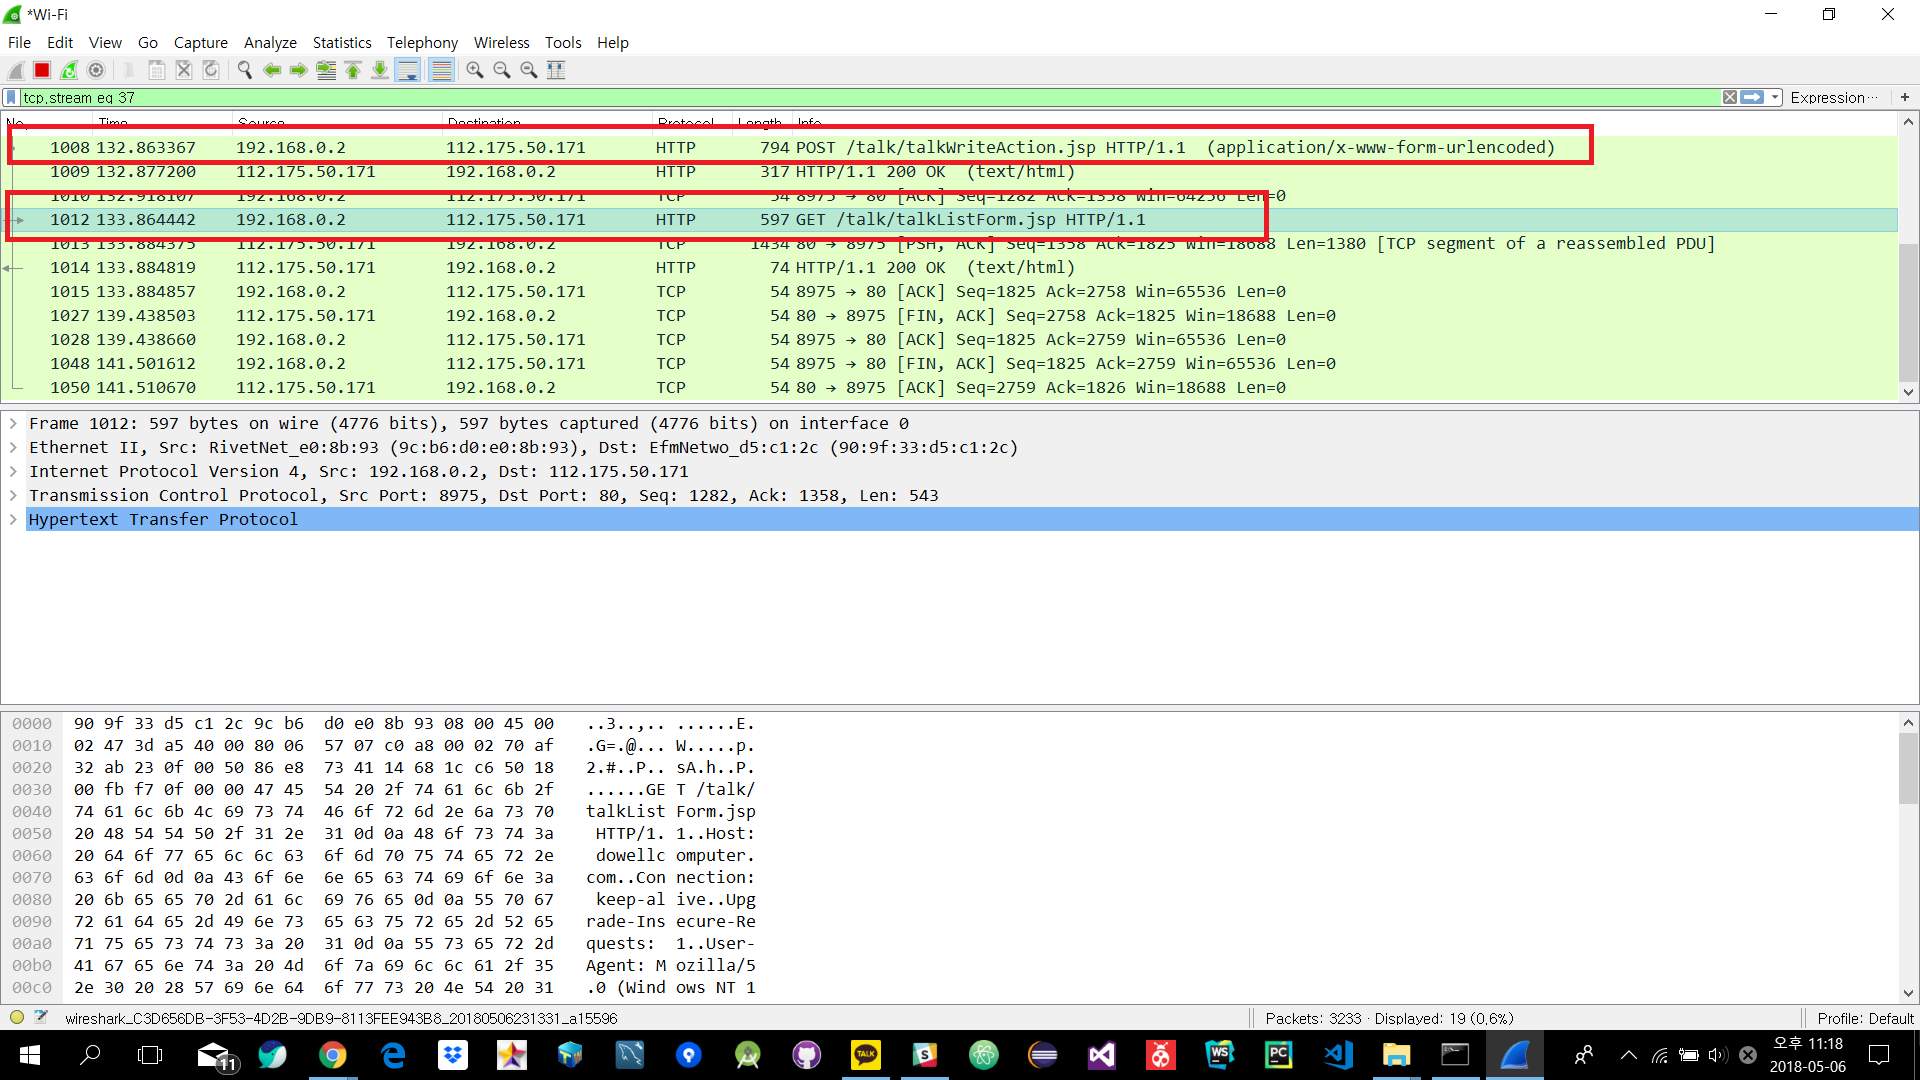 *Wi-Fi
File Edit View Go Capture Analyze Statistics Telephony Wireless Tools Help
tcp.stream eq 37 Expression… +
No. Time Source Destination Protocol Length Info
1008 132.863367 192.168.0.2 112.175.50.171 HTTP 794 POST /talk/talkWriteAction.jsp HTTP/1.1 (application/x-www-form-urlencoded)
1009 132.877200 112.175.50.171 192.168.0.2 HTTP 317 HTTP/1.1 200 OK (text/html)
1010 132.918107 192.168.0.2 112.175.50.171 TCP 54 8975 → 80 [ACK] Seq=1282 Ack=1358 Win=64256 Len=0
1012 133.864442 192.168.0.2 112.175.50.171 HTTP 597 GET /talk/talkListForm.jsp HTTP/1.1
1013 133.884375 112.175.50.171 192.168.0.2 TCP 1434 80 → 8975 [PSH, ACK] Seq=1358 Ack=1825 Win=18688 Len=1380 [TCP segment of a reassembled PDU]
1014 133.884819 112.175.50.171 192.168.0.2 HTTP 74 HTTP/1.1 200 OK (text/html)
1015 133.884857 192.168.0.2 112.175.50.171 TCP 54 8975 → 80 [ACK] Seq=1825 Ack=2758 Win=65536 Len=0
1027 139.438503 112.175.50.171 192.168.0.2 TCP 54 80 → 8975 [FIN, ACK] Seq=2758 Ack=1825 Win=18688 Len=0
1028 139.438660 192.168.0.2 112.175.50.171 TCP 54 8975 → 80 [ACK] Seq=1825 Ack=2759 Win=65536 Len=0
1048 141.501612 192.168.0.2 112.175.50.171 TCP 54 8975 → 80 [FIN, ACK] Seq=1825 Ack=2759 Win=65536 Len=0
1050 141.510670 112.175.50.171 192.168.0.2 TCP 54 80 → 8975 [ACK] Seq=2759 Ack=1826 Win=18688 Len=0
Frame 1012: 597 bytes on wire (4776 bits), 597 bytes captured (4776 bits) on interface 0
Ethernet II, Src: RivetNet_e0:8b:93 (9c:b6:d0:e0:8b:93), Dst: EfmNetwo_d5:c1:2c (90:9f:33:d5:c1:2c)
Internet Protocol Version 4, Src: 192.168.0.2, Dst: 112.175.50.171
Transmission Control Protocol, Src Port: 8975, Dst Port: 80, Seq: 1282, Ack: 1358, Len: 543
Hypertext Transfer Protocol
0000 90 9f 33 d5 c1 2c 9c b6 d0 e0 8b 93 08 00 45 00 ..3..,.. ......E.
0010 02 47 3d a5 40 00 80 06 57 07 c0 a8 00 02 70 af .G=.@... W.....p.
0020 32 ab 23 0f 00 50 86 e8 73 41 14 68 1c c6 50 18 2.#..P.. sA.h..P.
0030 00 fb f7 0f 00 00 47 45 54 20 2f 74 61 6c 6b 2f ......GE T /talk/
0040 74 61 6c 6b 4c 69 73 74 46 6f 72 6d 2e 6a 73 70 talkList Form.jsp
0050 20 48 54 54 50 2f 31 2e 31 0d 0a 48 6f 73 74 3a HTTP/1. 1..Host:
0060 20 64 6f 77 65 6c 6c 63 6f 6d 70 75 74 65 72 2e dowellc omputer.
0070 63 6f 6d 0d 0a 43 6f 6e 6e 65 63 74 69 6f 6e 3a com..Con nection:
0080 20 6b 65 65 70 2d 61 6c 69 76 65 0d 0a 55 70 67 keep-al ive..Upg
0090 72 61 64 65 2d 49 6e 73 65 63 75 72 65 2d 52 65 rade-Ins ecure-Re
00a0 71 75 65 73 74 73 3a 20 31 0d 0a 55 73 65 72 2d quests: 1..User-
00b0 41 67 65 6e 74 3a 20 4d 6f 7a 69 6c 6c 61 2f 35 Agent: M ozilla/5
00c0 2e 30 20 28 57 69 6e 64 6f 77 73 20 4e 54 20 31 .0 (Wind ows NT 1
wireshark_C3D656DB-3F53-4D2B-9DB9-8113FEE943B8_20180506231331_a15596 Packets: 3233 · Displayed: 19 (0.6%) Profile: Default
11 TALK WS PC 오후 11:18
2018-05-06